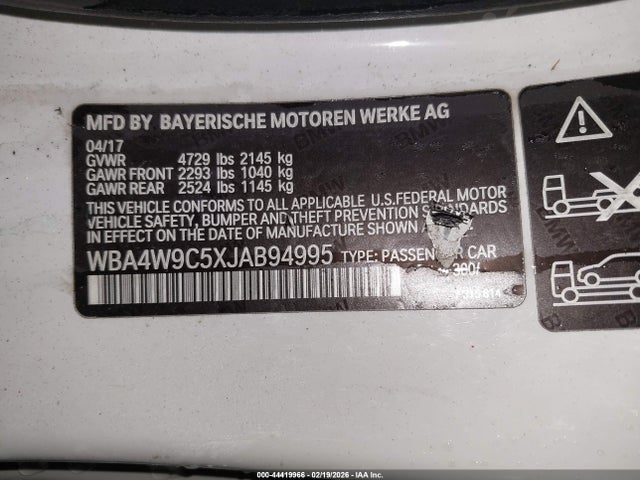 MFD BY BAYERISCHE MOTOREN WERKE AG
04/17
GVWR 4729 lbs 2145 kg
GAWR FRONT 2293 lbs 1040 kg
GAWR REAR 2524 lbs 1145 kg
THIS VEHICLE CONFORMS TO ALL APPLICABLE U.S.FEDERAL MOTOR
VEHICLE SAFETY, BUMPER AND THEFT PREVENTION STANDARDS
IN EFFECT ON THE DATE OF MANUFACTURE SHOWN ABOVE
WBA4W9C5XJAB94995 TYPE: PASSENGER CAR
000-44419966 - 02/19/2026 - IAA Inc.